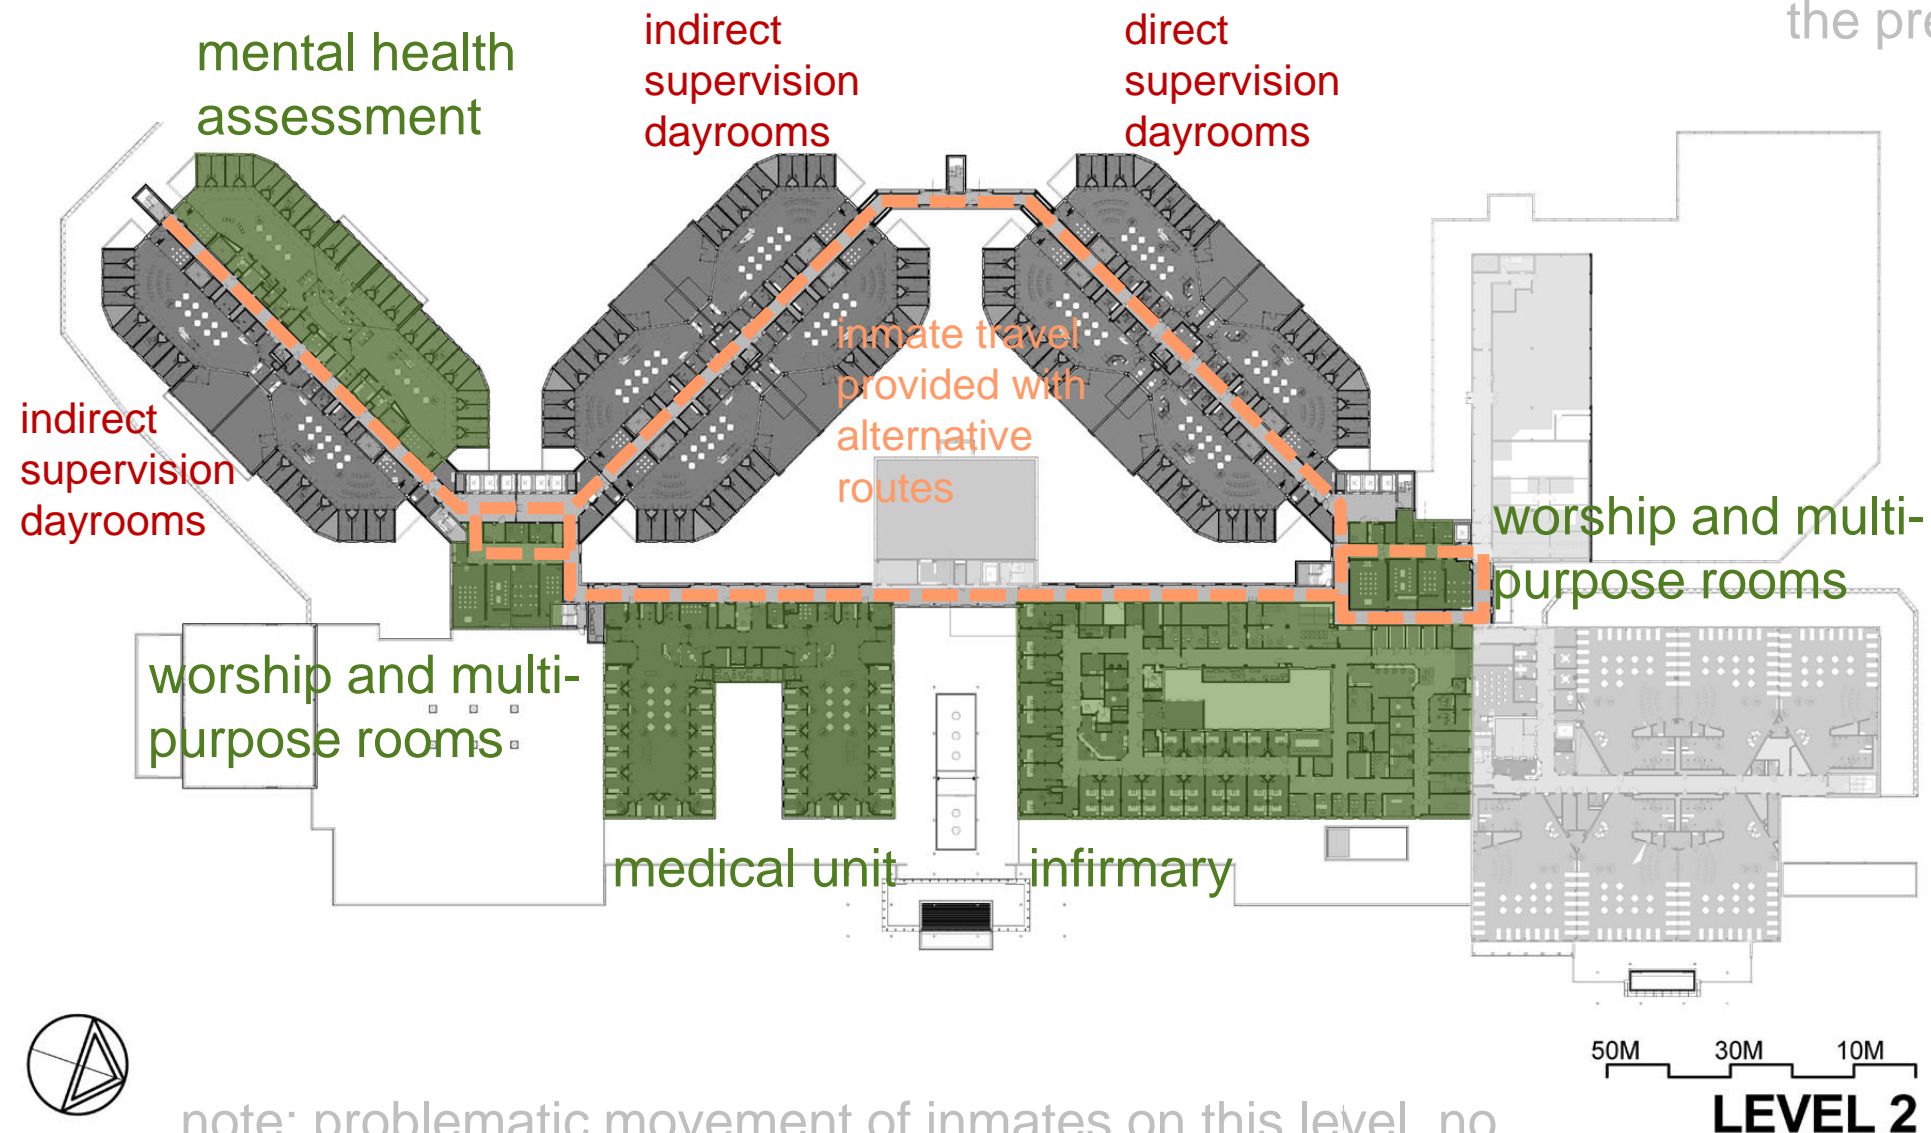 the pre
mental health
assessment
indirect
supervision
dayrooms
direct
supervision
dayrooms
inmate travel
provided with
alternative
routes
indirect
supervision
dayrooms
worship and multi-
purpose rooms
worship and multi-
purpose rooms
medical unit
infirmary
50M 30M 10M
LEVEL 2
note: problematic movement of inmates on this level, no